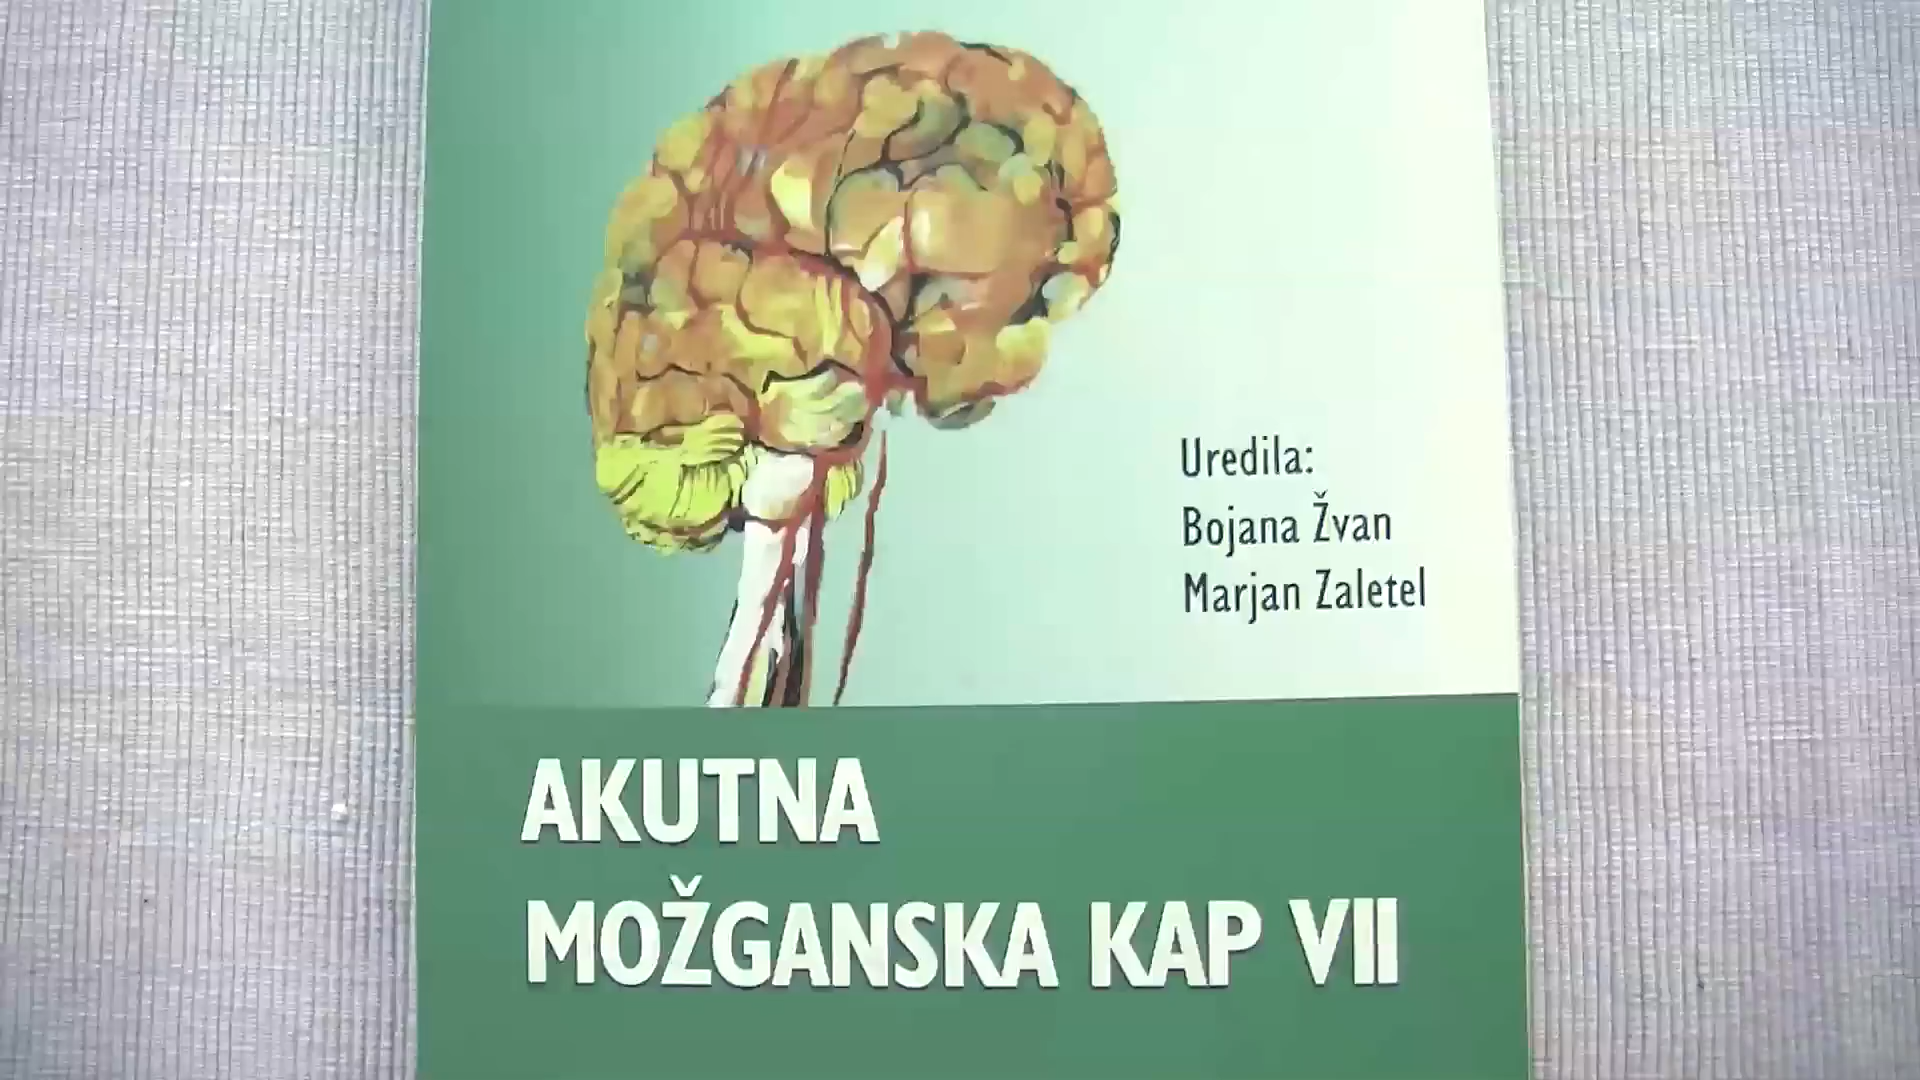 Uredila:
Bojana Žvan
Marjan Zaletel
AKUTNA
MOŽGANSKA KAP VII